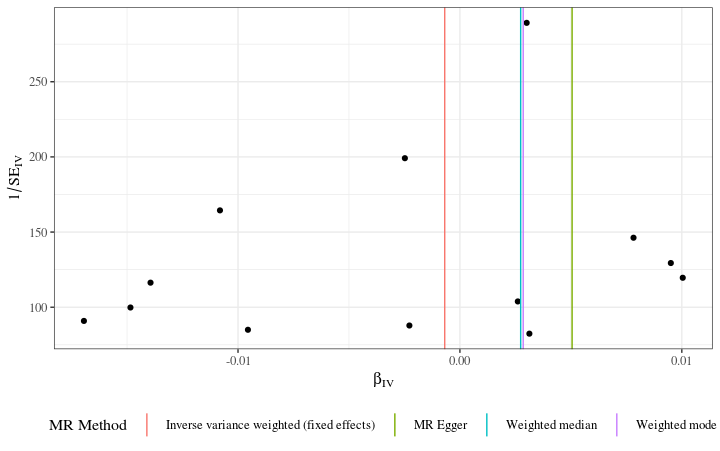 1/SE_IV
250
200
150
100
-0.01
0.00
0.01
β_IV
MR Method Inverse variance weighted (fixed effects) MR Egger Weighted median Weighted mode